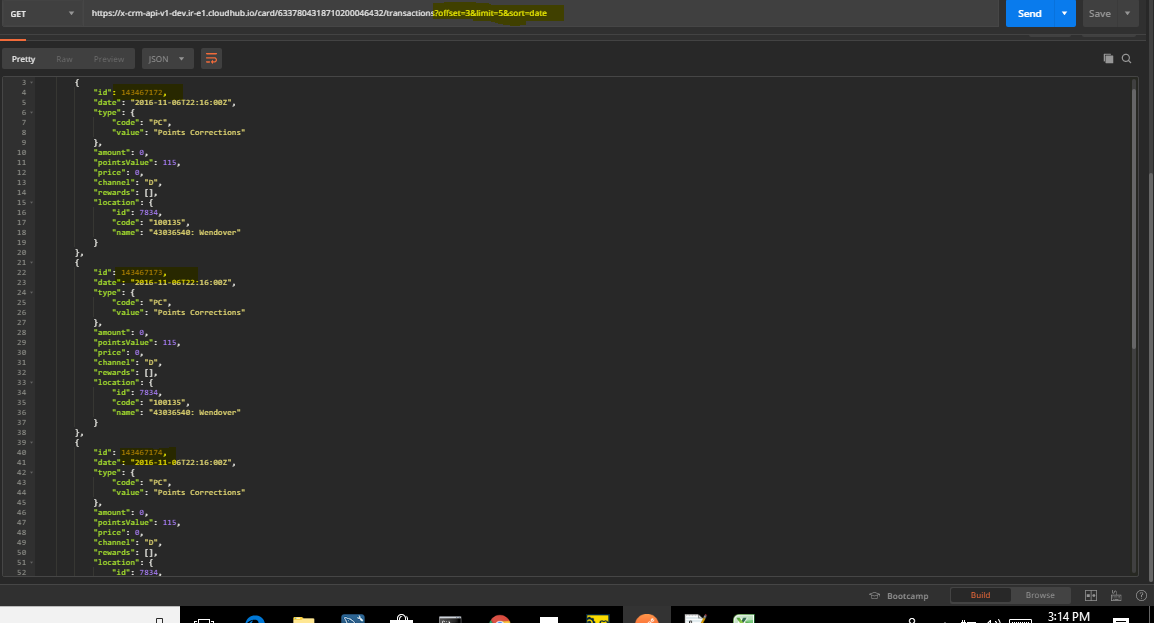 GET https://x-crm-api-v1-dev.ir-e1.cloudhub.io/card/6337804318710200046432/transactions?offset=3&limit=5&sort=date Send Save
Pretty Raw Preview JSON
3 {
4 "id": 143467172,
5 "date": "2016-11-06T22:16:00Z",
6 "type": {
7 "code": "PC",
8 "value": "Points Corrections"
9 },
10 "amount": 0,
11 "pointsValue": 115,
12 "price": 0,
13 "channel": "D",
14 "rewards": [],
15 "location": {
16 "id": 7834,
17 "code": "100135",
18 "name": "43036540: Wendover"
19 }
20 },
21 {
22 "id": 143467173,
23 "date": "2016-11-06T22:16:00Z",
24 "type": {
25 "code": "PC",
26 "value": "Points Corrections"
27 },
28 "amount": 0,
29 "pointsValue": 115,
30 "price": 0,
31 "channel": "D",
32 "rewards": [],
33 "location": {
34 "id": 7834,
35 "code": "100135",
36 "name": "43036540: Wendover"
37 }
38 },
39 {
40 "id": 143467174,
41 "date": "2016-11-06T22:16:00Z",
42 "type": {
43 "code": "PC",
44 "value": "Points Corrections"
45 },
46 "amount": 0,
47 "pointsValue": 115,
48 "price": 0,
49 "channel": "D",
50 "rewards": [],
51 "location": {
52 "id": 7834,
Bootcamp Build Browse
3:14 PM